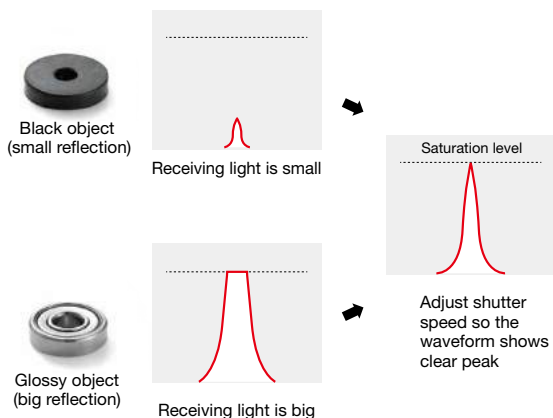 Black object
(small reflection)
Receiving light is small
Saturation level
Adjust shutter
speed so the
waveform shows
clear peak
Glossy object
(big reflection)
Receiving light is big